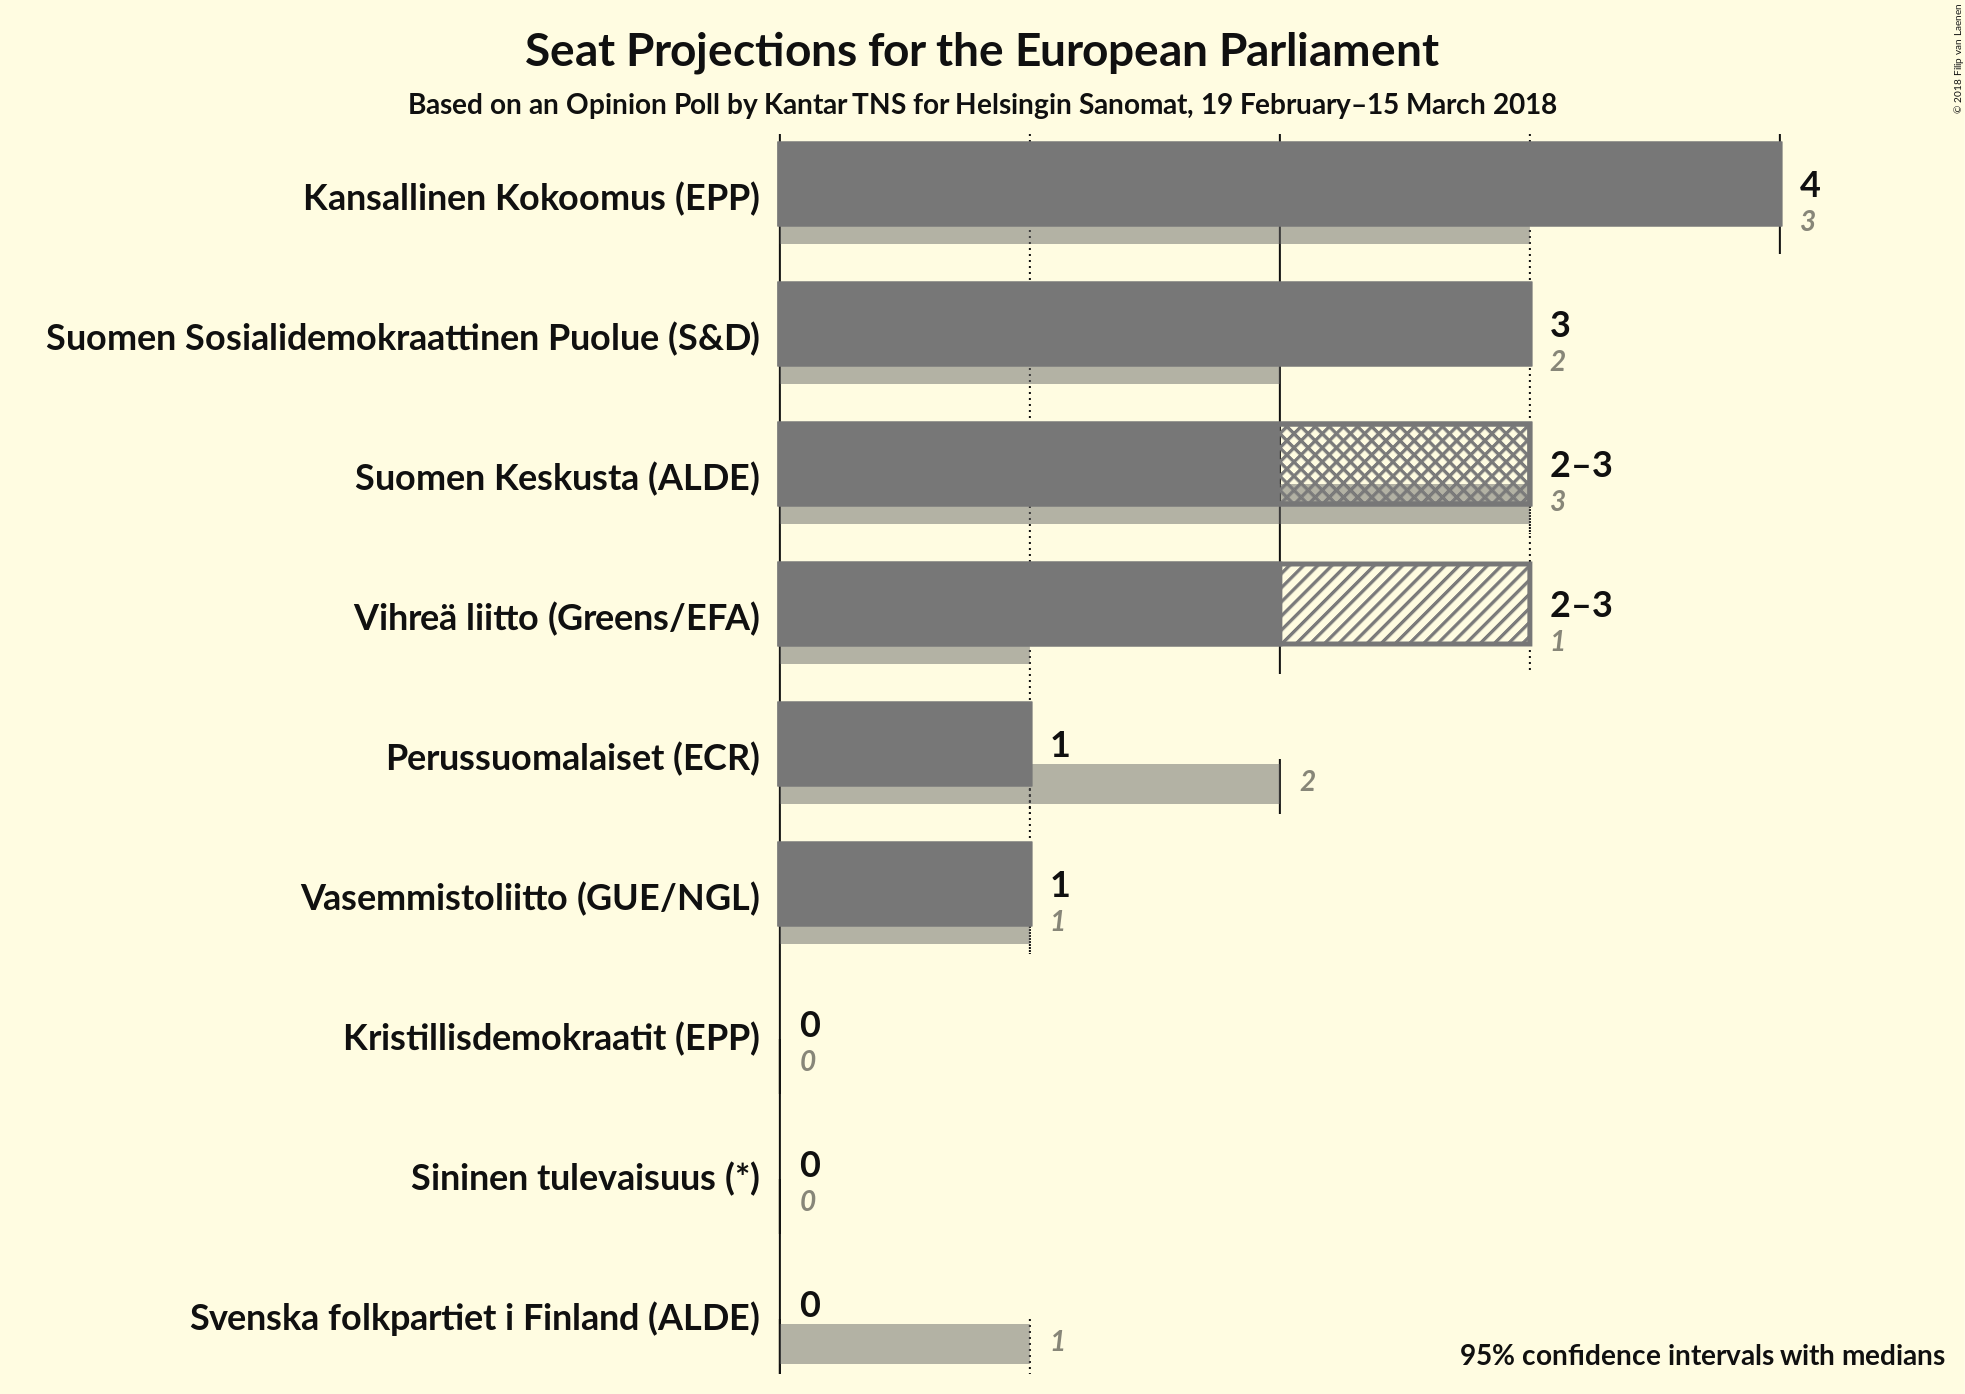 Seat Projections for the European Parliament
Based on an Opinion Poll by Kantar TNS for Helsingin Sanomat, 19 February–15 March 2018
© 2018 Filip van Laenen
Kansallinen Kokoomus (EPP)
4
3
Suomen Sosialidemokraattinen Puolue (S&D)
3
2
Suomen Keskusta (ALDE)
2–3
3
Vihreä liitto (Greens/EFA)
2–3
1
Perussuomalaiset (ECR)
1
2
Vasemmistoliitto (GUE/NGL)
1
1
Kristillisdemokraatit (EPP)
0
0
Sininen tulevaisuus (*)
0
0
Svenska folkpartiet i Finland (ALDE)
0
1
95% confidence intervals with medians